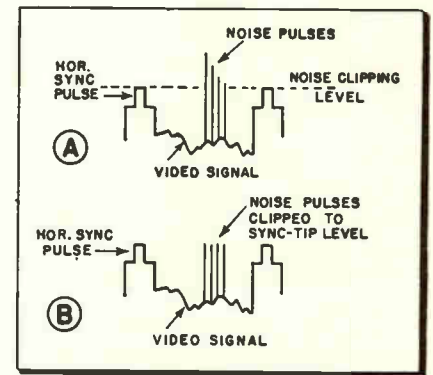 NOISE PULSES
HOR.
SYNC
PULSE
NOISE CLIPPING
LEVEL
A
VIDEO SIGNAL
NOISE PULSES
CLIPPED TO
SYNC-TIP LEVEL
HOR. SYNC
PULSE
B
VIDEO SIGNAL